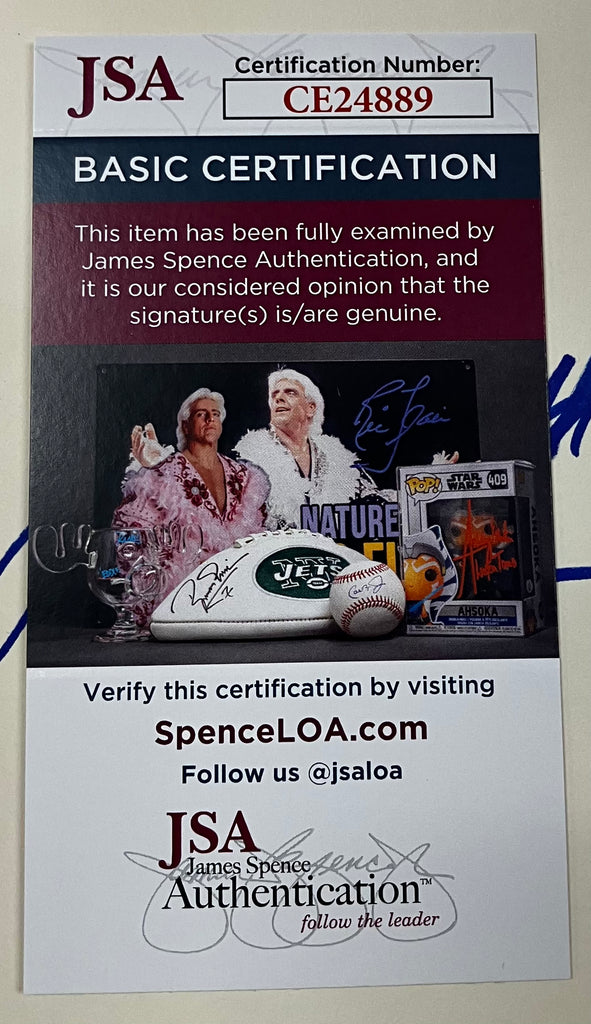 JSA
Certification Number:
CE24889
BASIC CERTIFICATION
This item has been fully examined by
James Spence Authentication, and
it is our considered opinion that the
signature(s) is/are genuine.
Ric Flair
NATURE
POP!
STAR
WARS
409
JETS
AHSOKA
Verify this certification by visiting
SpenceLOA.com
Follow us @jsaloa
JSA
James Spence
Authentication™
follow the leader